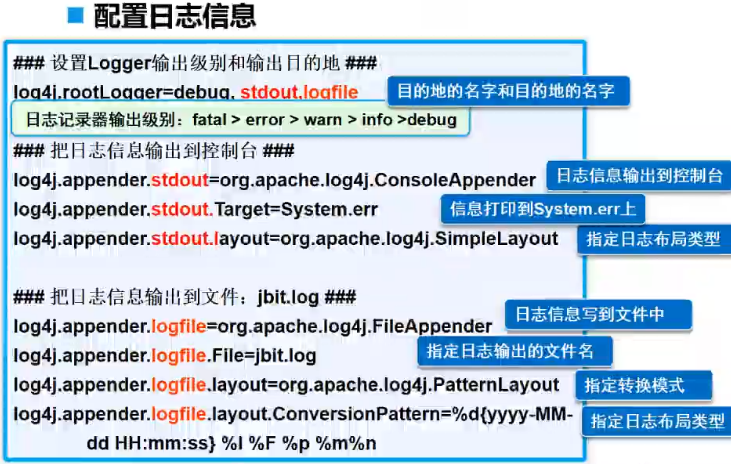 配置日志信息
### 设置Logger输出级别和输出目的地 ###
log4j.rootLogger=debug, stdout,logfile
目的地的名字和目的地的名字
日志记录器输出级别：fatal > error > warn > info >debug
### 把日志信息输出到控制台 ###
log4j.appender.stdout=org.apache.log4j.ConsoleAppender
日志信息输出到控制台
log4j.appender.stdout.Target=System.err
信息打印到System.err上
log4j.appender.stdout.layout=org.apache.log4j.SimpleLayout
指定日志布局类型
### 把日志信息输出到文件：jbit.log ###
日志信息写到文件中
log4j.appender.logfile=org.apache.log4j.FileAppender
log4j.appender.logfile.File=jbit.log
指定日志输出的文件名
log4j.appender.logfile.layout=org.apache.log4j.PatternLayout
指定转换模式
log4j.appender.logfile.layout.ConversionPattern=%d{yyyy-MM-
指定日志布局类型
dd HH:mm:ss} %l %F %p %m%n